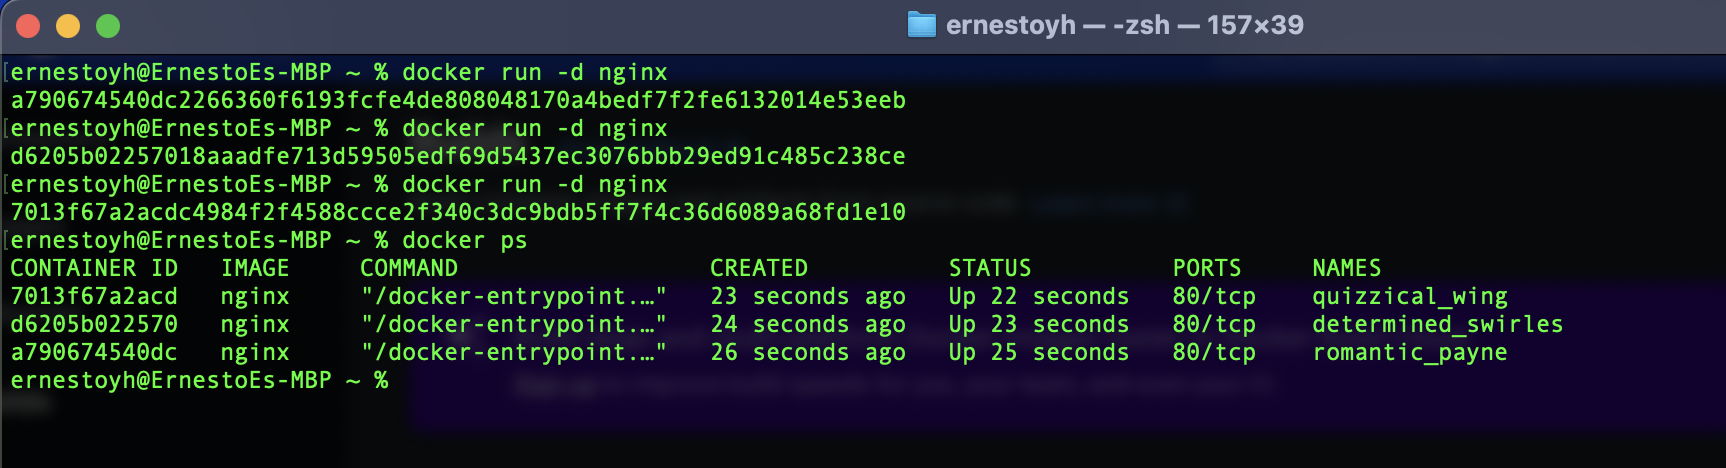 ernestoyh — -zsh — 157×39
ernestoyh@ErnestoEs-MBP ~ % docker run -d nginx
a790674540dc2266360f6193fcfe4de808048170a4bedf7f2fe6132014e53eeb
ernestoyh@ErnestoEs-MBP ~ % docker run -d nginx
d6205b02257018aaadfe713d59505edf69d5437ec3076bbb29ed91c485c238ce
ernestoyh@ErnestoEs-MBP ~ % docker run -d nginx
7013f67a2acdc4984f2f4588ccce2f340c3dc9bdb5ff7f4c36d6089a68fd1e10
ernestoyh@ErnestoEs-MBP ~ % docker ps
CONTAINER ID   IMAGE     COMMAND                  CREATED          STATUS          PORTS     NAMES
7013f67a2acd   nginx     "/docker-entrypoint.…"   23 seconds ago   Up 22 seconds   80/tcp    quizzical_wing
d6205b022570   nginx     "/docker-entrypoint.…"   24 seconds ago   Up 23 seconds   80/tcp    determined_swirles
a790674540dc   nginx     "/docker-entrypoint.…"   26 seconds ago   Up 25 seconds   80/tcp    romantic_payne
ernestoyh@ErnestoEs-MBP ~ %